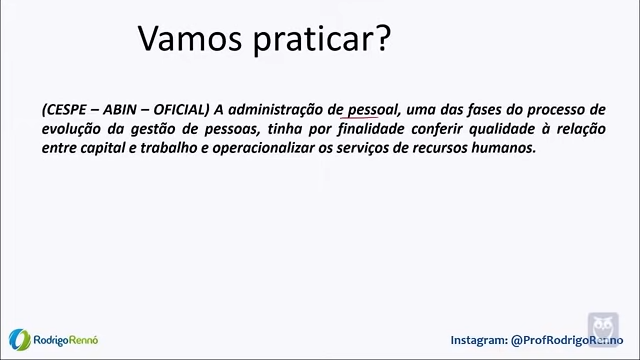 Vamos praticar?
(CESPE – ABIN – OFICIAL) A administração de pessoal, uma das fases do processo de
evolução da gestão de pessoas, tinha por finalidade conferir qualidade à relação
entre capital e trabalho e operacionalizar os serviços de recursos humanos.
RodrigoRennó
Instagram: @ProfRodrigoRenno